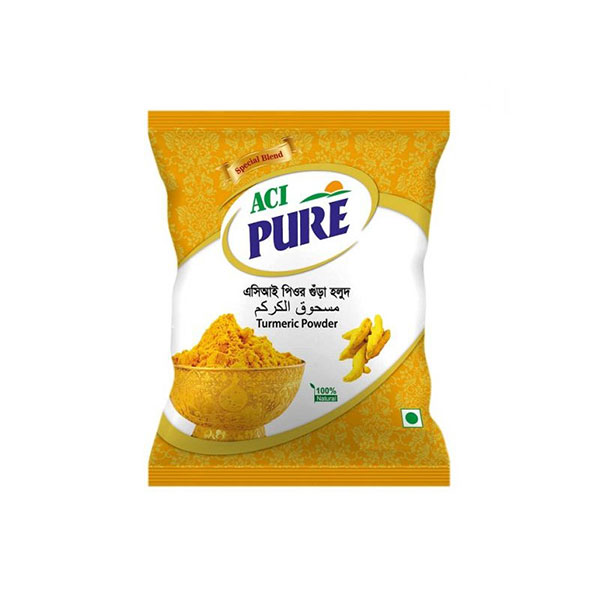 Special Blend
ACI
PURE
এসিআই পিওর গুঁড়া হলুদ
مسحوق الكركم
Turmeric Powder
100%
Natural